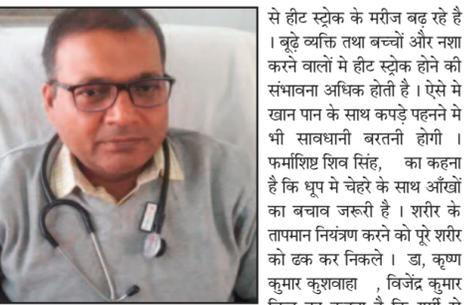 से हीट स्ट्रोक के मरीज बढ़ रहे है
। बूढ़े व्यक्ति तथा बच्चों और नशा
करने वालों मे हीट स्ट्रोक होने की
संभावना अधिक होती है । ऐसे मे
खान पान के साथ कपड़े पहनने मे
भी सावधानी बरतनी होगी ।
फर्माशिष्ट शिव सिंह, का कहना
है कि धूप मे चेहरे के साथ आँखों
का बचाव जरूरी है । शरीर के
तापमान नियंत्रण करने को पूरे शरीर
को ढक कर निकले । डा, कृष्ण
कुमार कुशवाहा , विजेंद्र कुमार